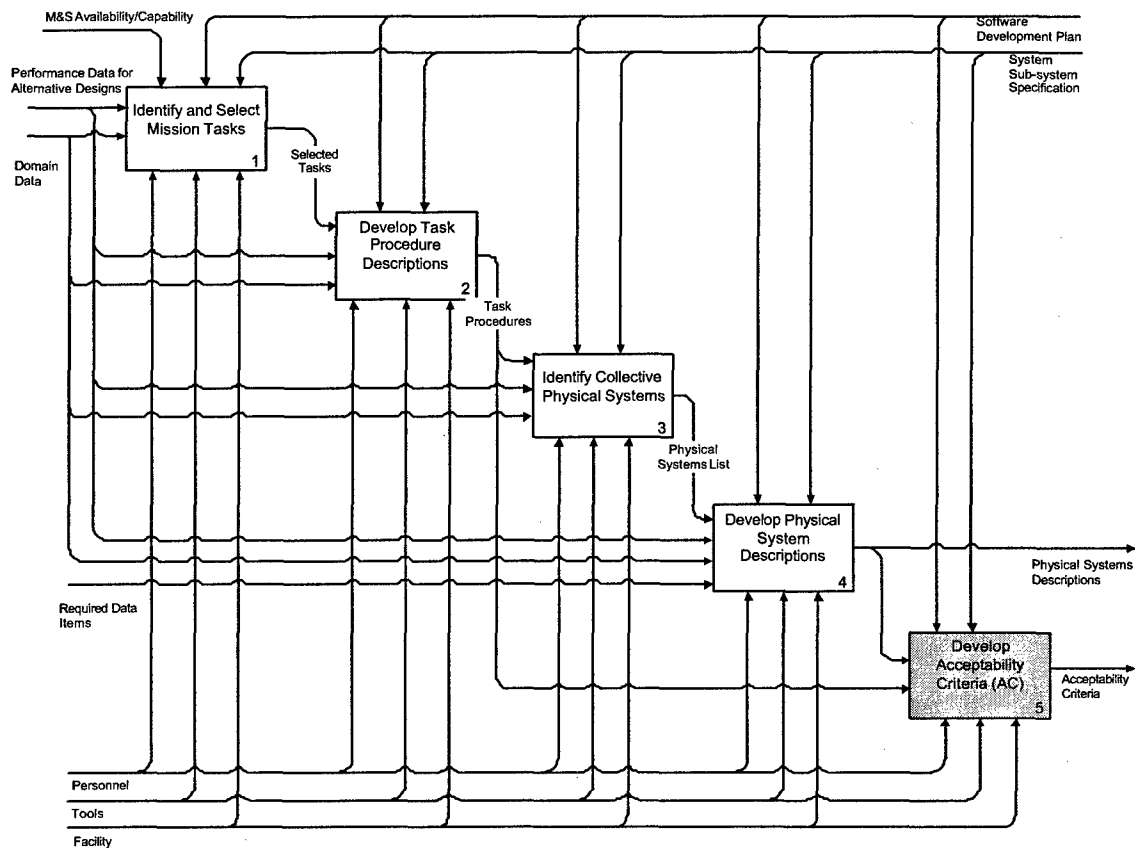 M&S Availability/Capability
Software
Development Plan
System
Sub-system
Specification
Performance Data for
Alternative Designs
Identify and Select
Mission Tasks
1
Selected
Tasks
Domain
Data
Develop Task
Procedure
Descriptions
2
Task
Procedures
Identify Collective
Physical Systems
3
Physical
Systems List
Develop Physical
System
Descriptions
4
Physical Systems
Descriptions
Required Data
Items
Develop
Acceptability
Criteria (AC)
5
Acceptability
Criteria
Personnel
Tools
Facility